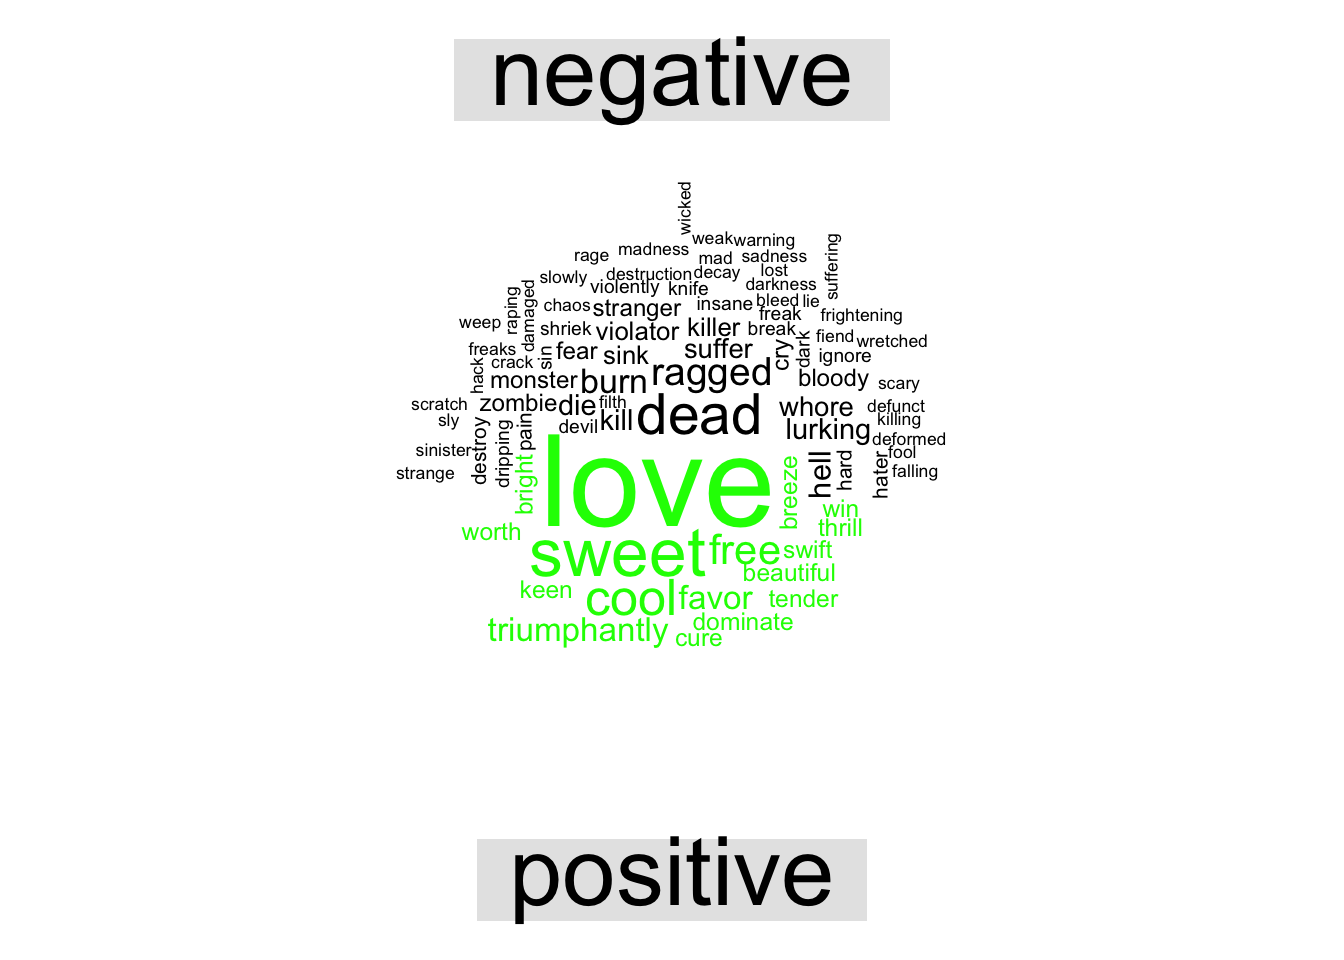 negative
wicked
weak warning
suffering
rage madness mad sadness
slowly destruction decay lost
violently knife darkness
raping damaged chaos stranger insane bleed lie
freak frightening
weep shriek violator killer break
fiend wretched
freaks sin fear sink suffer cry dark ignore
hack crack
monster burn ragged bloody scary
scratch zombie die filth dead whore defunct
sly devil kill lurking killing
destroy dripping pain deformed
sinister hell hard hater fool
strange falling
bright love breeze
win
worth thrill
sweet free swift
beautiful
keen cool favor tender
triumphantly cure dominate
positive